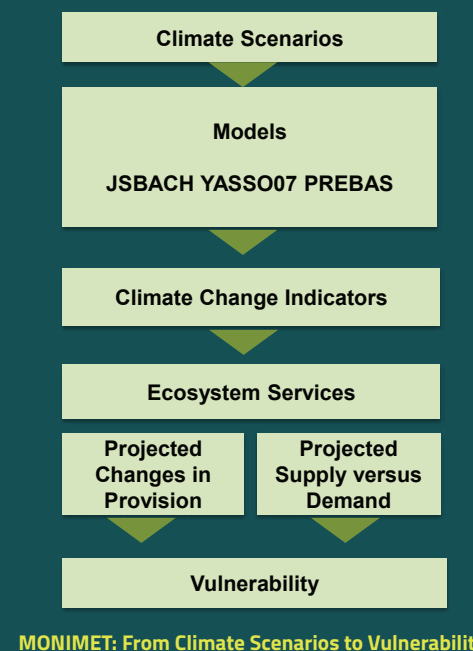 Climate Scenarios
Models
JSBACH YASSO07 PREBAS
Climate Change Indicators
Ecosystem Services
Projected
Changes in
Provision
Projected
Supply versus
Demand
Vulnerability
MONIMET: From Climate Scenarios to Vulnerabilit